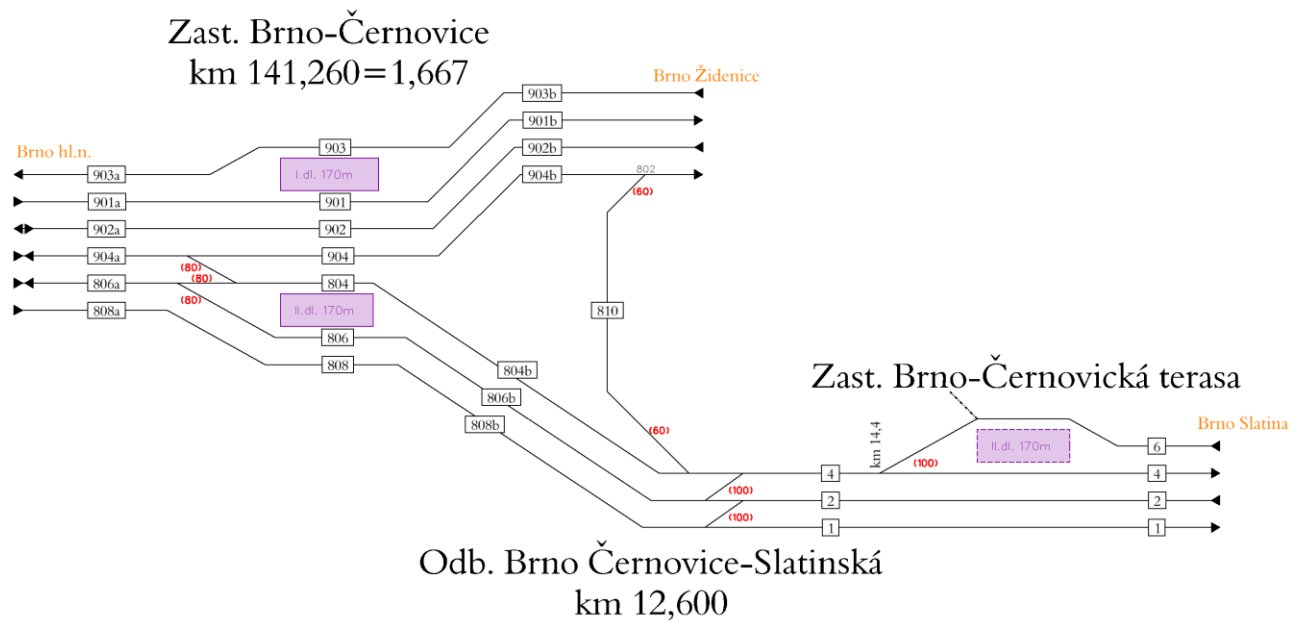 Zast. Brno-Černovice
km 141,260=1,667
Brno Židenice
903b
901b
Brno hl.n.
903
902b
903a
I.dl. 170m
904b
802
(60)
901a
901
902a
902
904a
904
(80)
(80)
806a
804
(80)
808a
II.dl. 170m
810
806
808
804b
Zast. Brno-Černovická terasa
806b
808b
Brno Slatina
(60)
km 14,4
II.dl. 170m
6
(100)
4
4
(100)
2
2
(100)
1
1
Odb. Brno Černovice-Slatinská
km 12,600